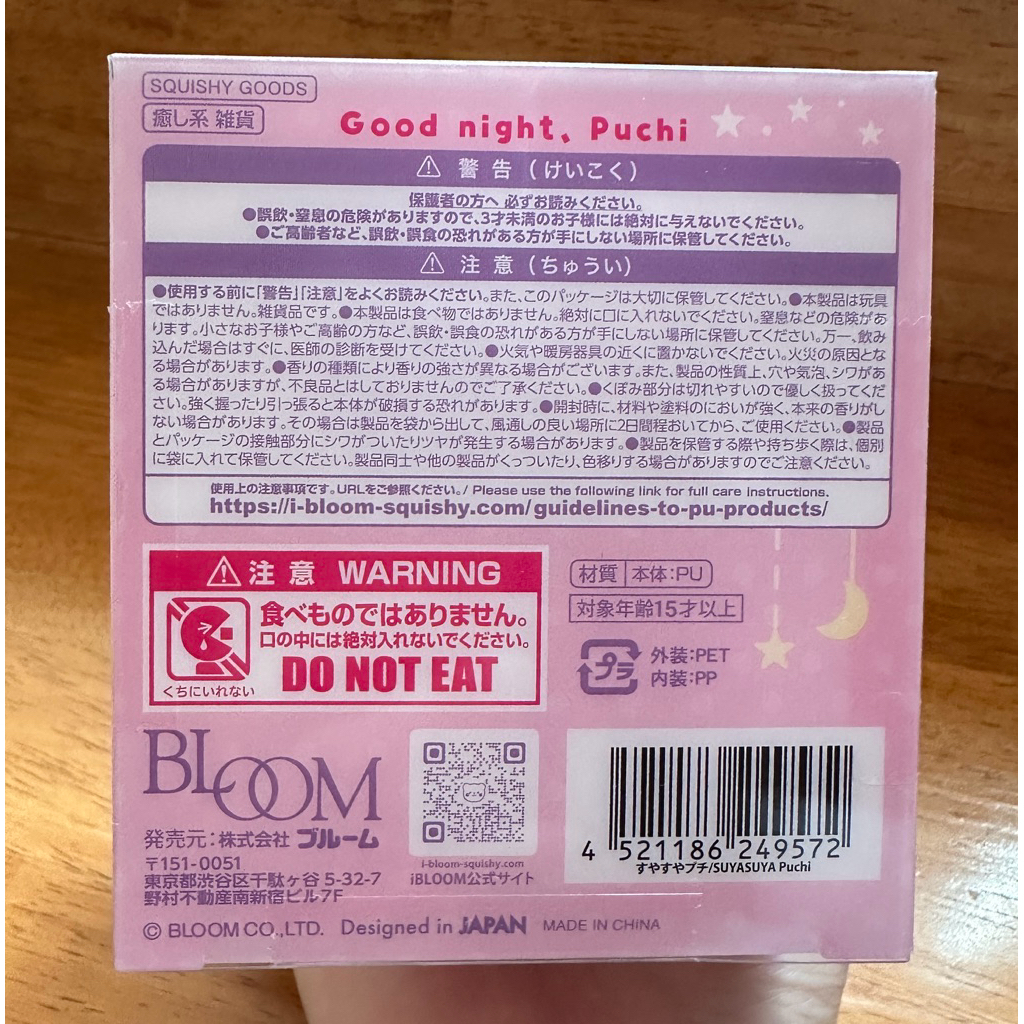 SQUISHY GOODS
癒し系 雑貨
Good night、Puchi
⚠ 警告（けいこく）
保護者の方へ 必ずお読みください。
●誤飲・窒息の危険がありますので、3才未満のお子様には絶対に与えないでください。
●ご高齢者など、誤飲・誤食の恐れがある方が手にしない場所に保管してください。
⚠ 注意（ちゅうい）
●使用する前に「警告」「注意」をよくお読みください。また、このパッケージは大切に保管してください。●本製品は玩具
ではありません。雑貨品です。●本製品は食べ物ではありません。絶対に口に入れないでください。窒息などの危険があり
ます。小さなお子様やご高齢の方など、誤飲・誤食の恐れがある方が手にしない場所に保管してください。万一、飲み
込んだ場合はすぐに、医師の診断を受けてください。●火気や暖房器具の近くに置かないでください。火災の原因とな
る場合があります。●香りの種類により香りの強さが異なる場合がございます。また、製品の性質上、穴や気泡、シワがあ
る場合がありますが、不良品とはしておりませんのでご了承ください。●くぼみ部分は切れやすいので優しく扱ってくだ
さい。強く握ったり引っ張ると本体が破損する恐れがあります。●開封時に、材料や塗料のにおいが強く、本来の香りがし
ない場合があります。その場合は製品を袋から出して、風通しの良い場所に2日間程おいてから、ご使用ください。●製品
とパッケージの接触部分にシワがついたりツヤが発生する場合があります。●製品を保管する際や持ち歩く際は、個別
に袋に入れて保管してください。製品同士や他の製品がくっついたり、色移りする場合がありますのでご注意ください。
使用上の注意事項です。URLをご参照ください。/ Please use the following link for full care instructions.
https://i-bloom-squishy.com/guidelines-to-pu-products/
⚠ 注意 WARNING
食べものではありません。
口の中には絶対入れないでください。
DO NOT EAT
くちにいれない
材質 本体:PU
対象年齢15才以上
プラ
外装:PET
内装:PP
BLOOM
発売元:株式会社 ブルーム
〒151-0051
東京都渋谷区千駄ヶ谷 5-32-7
野村不動産南新宿ビル7F
i-bloom-squishy.com
iBLOOM公式サイト
4 521186 249572
すやすやプチ/SUYASUYA Puchi
© BLOOM CO.,LTD. Designed in JAPAN MADE IN CHINA